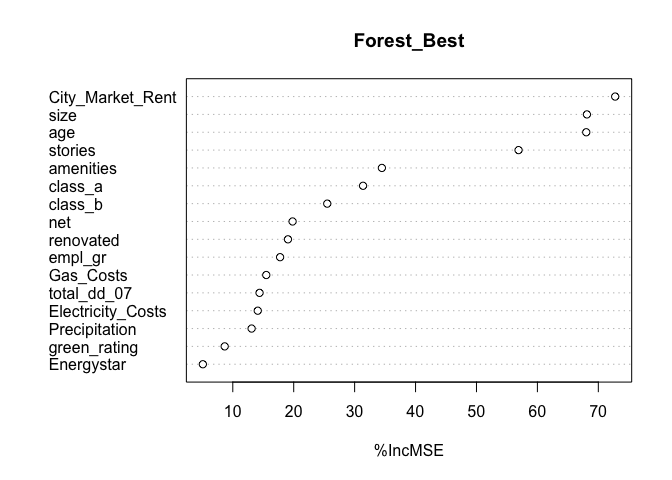 Forest_Best
City_Market_Rent
size
age
stories
amenities
class_a
class_b
net
renovated
empl_gr
Gas_Costs
total_dd_07
Electricity_Costs
Precipitation
green_rating
Energystar
10 20 30 40 50 60 70
%IncMSE